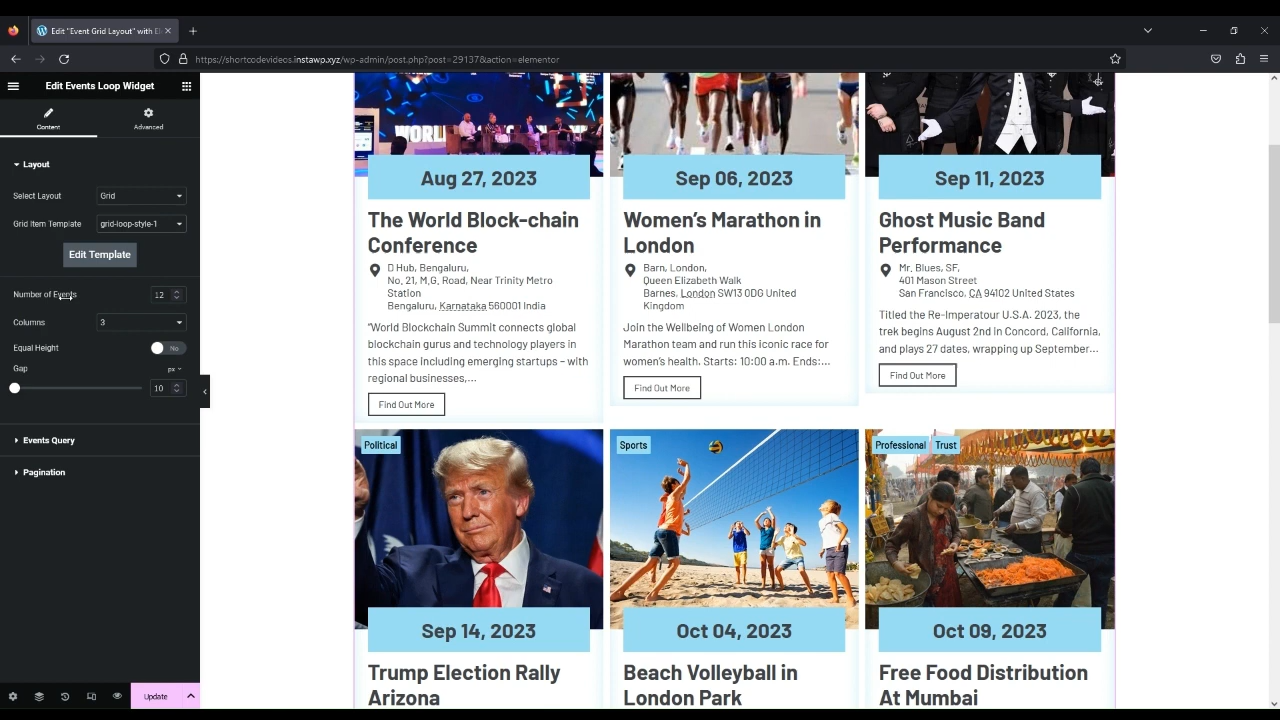 Edit "Event Grid Layout" with El
https://shortcodevideos.instawp.xyz/wp-admin/post.php?post=29137&action=elementor
Edit Events Loop Widget
Content
Advanced
Layout
Select Layout
Grid
Grid Item Template
grid-loop-style-1
Edit Template
Number of Events
12
Columns
3
Equal Height
No
Gap
px
10
Events Query
Pagination
Update
WORL
Aug 27, 2023
The World Block-chain
Conference
D Hub, Bengaluru,
No. 21, M.G. Road, Near Trinity Metro
Station
Bengaluru, Karnataka 560001 India
"World Blockchain Summit connects global
blockchain gurus and technology players in
this space including emerging startups – with
regional businesses,...
Find Out More
Sep 06, 2023
Women's Marathon in
London
Barn, London,
Queen Elizabeth Walk
Barnes, London SW13 0DG United
Kingdom
Join the Wellbeing of Women London
Marathon team and run this iconic race for
women's health. Starts: 10:00 a.m. Ends:...
Find Out More
Sep 11, 2023
Ghost Music Band
Performance
Mr. Blues, SF,
401 Mason Street
San Francisco, CA 94102 United States
Titled the Re-Imperatour U.S.A. 2023, the
trek begins August 2nd in Concord, California,
and plays 27 dates, wrapping up September...
Find Out More
Political
Sep 14, 2023
Trump Election Rally
Arizona
Sports
Oct 04, 2023
Beach Volleyball in
London Park
Professional
Trust
Oct 09, 2023
Free Food Distribution
At Mumbai